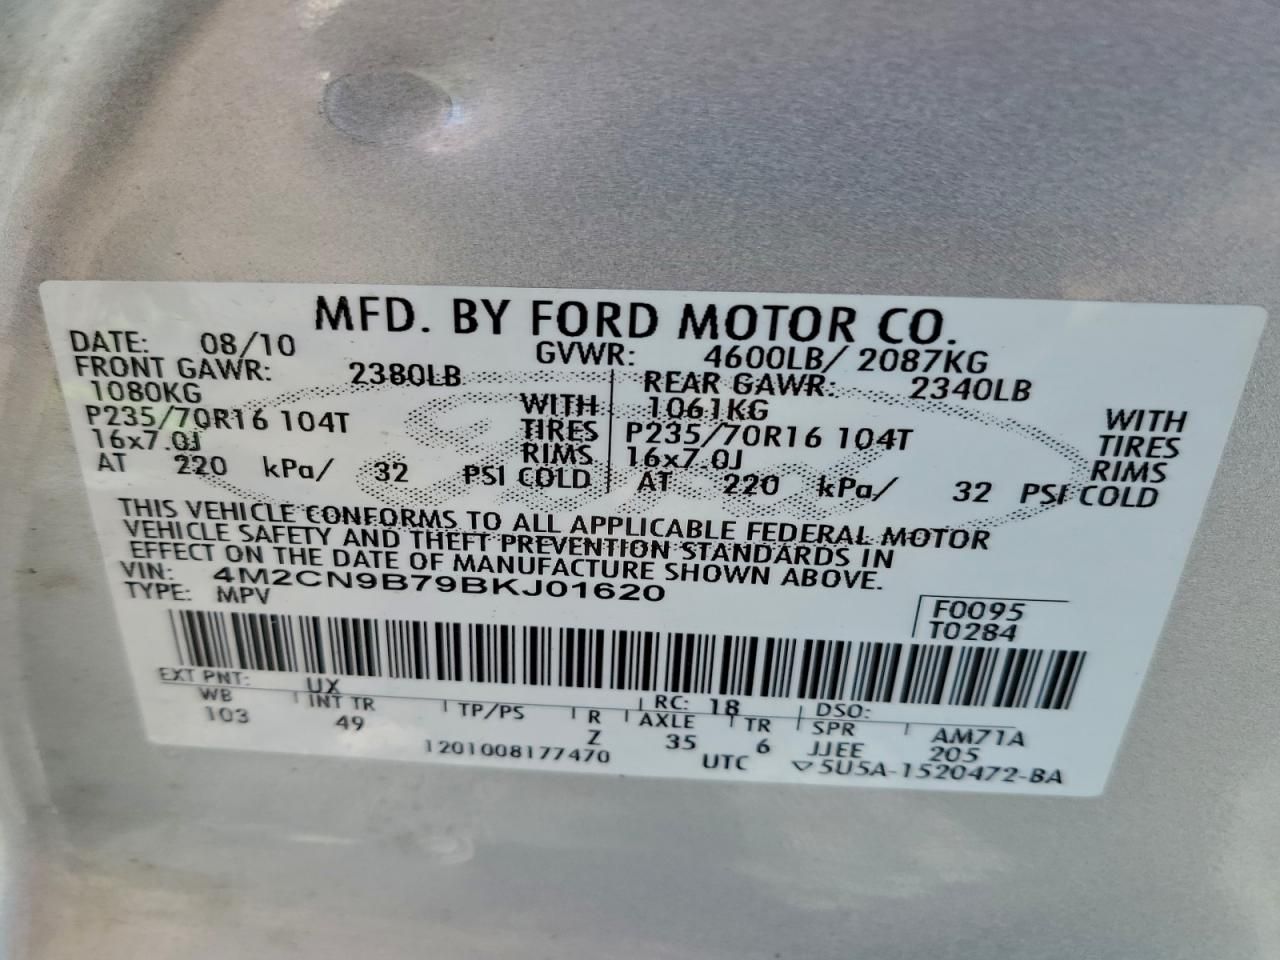 MFD. BY FORD MOTOR CO.
DATE: 08/10 GVWR: 4600LB/ 2087KG
FRONT GAWR: 2380LB REAR GAWR: 2340LB
1080KG WITH 1061KG WITH
P235/70R16 104T TIRES P235/70R16 104T TIRES
16x7.0J RIMS 16x7.0J RIMS
AT 220 kPa/ 32 PSI COLD AT 220 kPa/ 32 PSI COLD
THIS VEHICLE CONFORMS TO ALL APPLICABLE FEDERAL MOTOR
VEHICLE SAFETY AND THEFT PREVENTION STANDARDS IN
EFFECT ON THE DATE OF MANUFACTURE SHOWN ABOVE.
VIN: 4M2CN9B79BKJ01620
TYPE: MPV
F0095
T0284
EXT PNT: UX RC: 18 DSO:
WB INT TR TP/PS R AXLE TR SPR AM71A
103 49 Z 35 6 JJEE 205
1201008177470 UTC ▽5U5A-1520472-BA